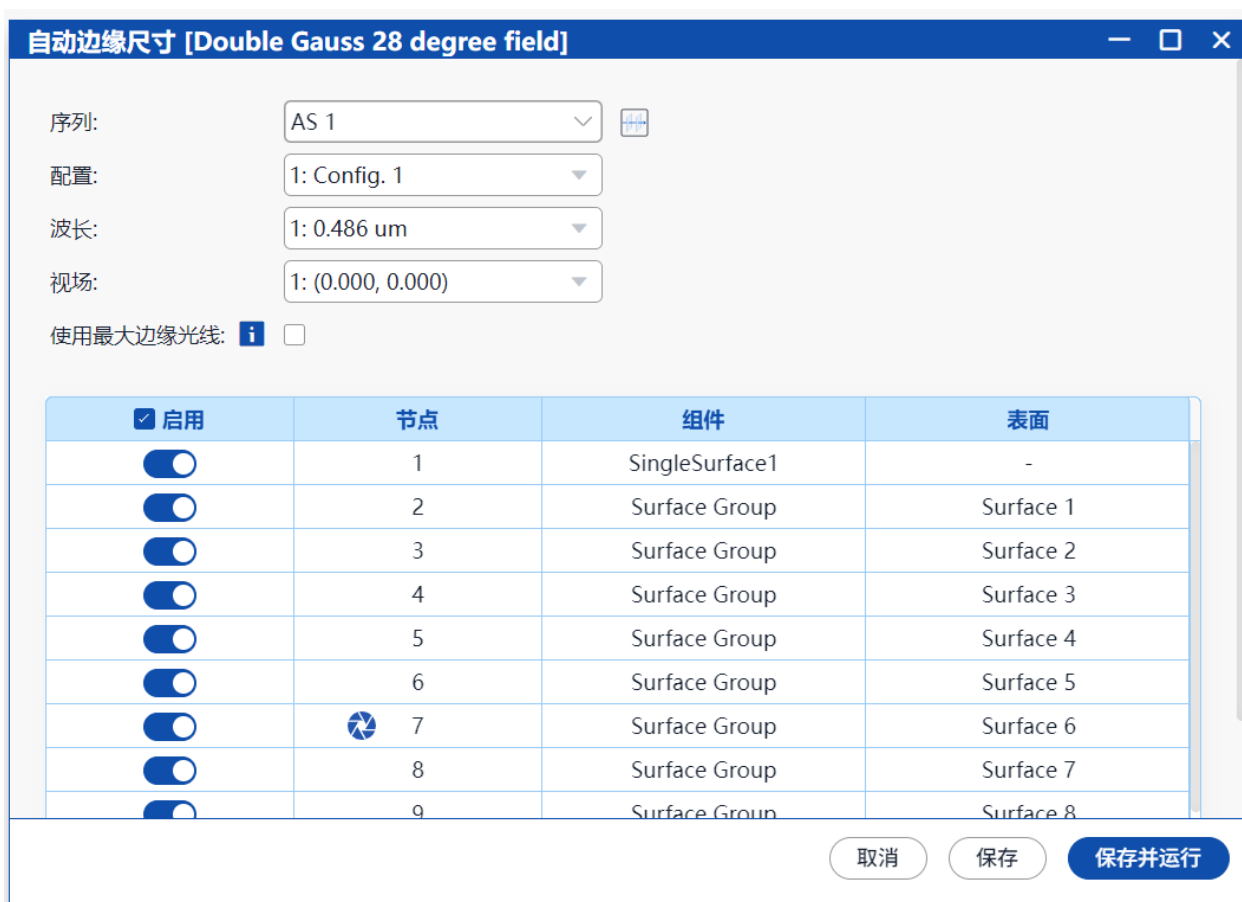 自动边缘尺寸 [Double Gauss 28 degree field]
序列: AS 1
配置: 1: Config. 1
波长: 1: 0.486 um
视场: 1: (0.000, 0.000)
使用最大边缘光线: i
启用 节点 组件 表面
1 SingleSurface1 -
2 Surface Group Surface 1
3 Surface Group Surface 2
4 Surface Group Surface 3
5 Surface Group Surface 4
6 Surface Group Surface 5
7 Surface Group Surface 6
8 Surface Group Surface 7
9 Surface Group Surface 8
取消 保存 保存并运行